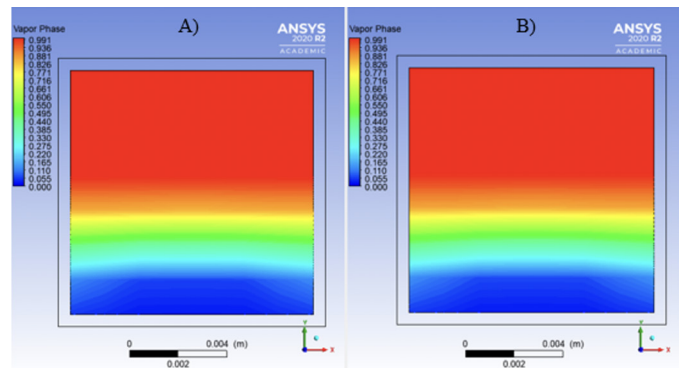 Vapor Phase
A)
ANSYS
2020 R2
ACADEMIC
0.991
0.936
0.881
0.826
0.771
0.716
0.661
0.606
0.550
0.495
0.440
0.385
0.330
0.275
0.220
0.165
0.110
0.055
0.000
Y
X
0 0.004 (m)
0.002
Vapor Phase
B)
ANSYS
2020 R2
ACADEMIC
0.991
0.936
0.881
0.826
0.771
0.716
0.661
0.606
0.550
0.495
0.440
0.385
0.330
0.275
0.220
0.165
0.110
0.055
0.000
Y
X
0 0.004 (m)
0.002